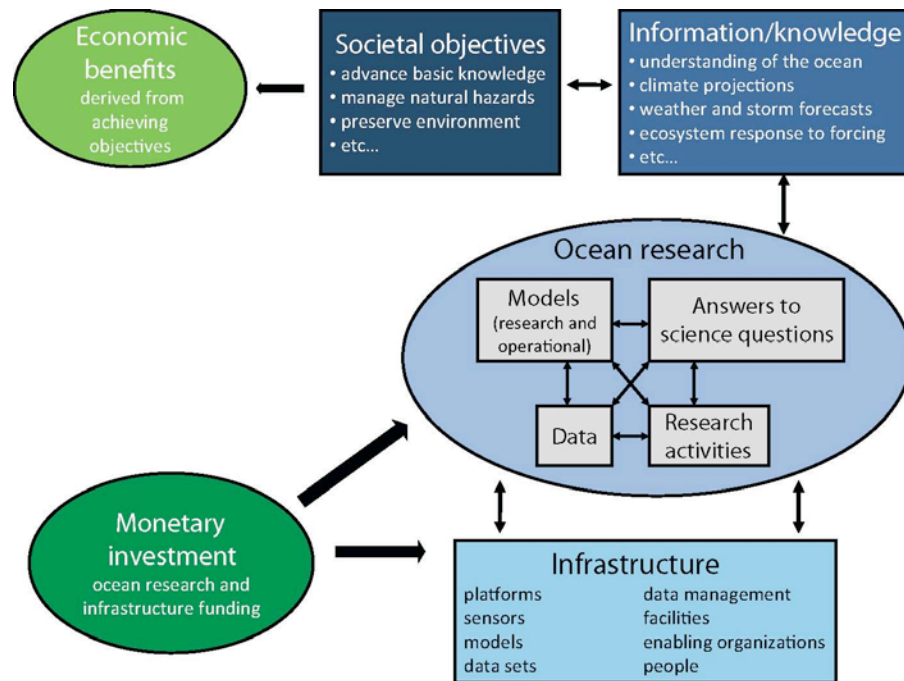 Economic
benefits
derived from
achieving
objectives
Societal objectives
• advance basic knowledge
• manage natural hazards
• preserve environment
• etc...
Information/knowledge
• understanding of the ocean
• climate projections
• weather and storm forecasts
• ecosystem response to forcing
• etc...
Ocean research
Models
(research and
operational)
Answers to
science questions
Data
Research
activities
Monetary
investment
ocean research and
infrastructure funding
Infrastructure
platforms
sensors
models
data sets
data management
facilities
enabling organizations
people